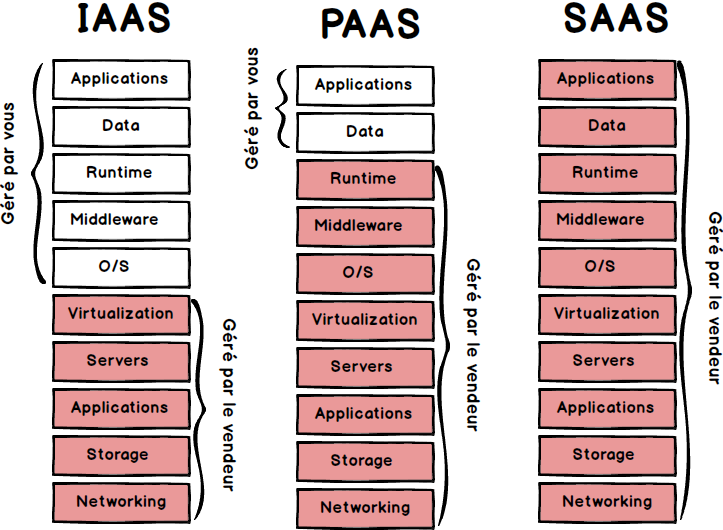 IAAS
Géré par vous
Applications
Data
Runtime
Middleware
O/S
Virtualization
Servers
Applications
Storage
Networking
Géré par le vendeur
PAAS
Géré par vous
Applications
Data
Runtime
Middleware
O/S
Virtualization
Servers
Applications
Storage
Networking
Géré par le vendeur
SAAS
Applications
Data
Runtime
Middleware
O/S
Virtualization
Servers
Applications
Storage
Networking
Géré par le vendeur